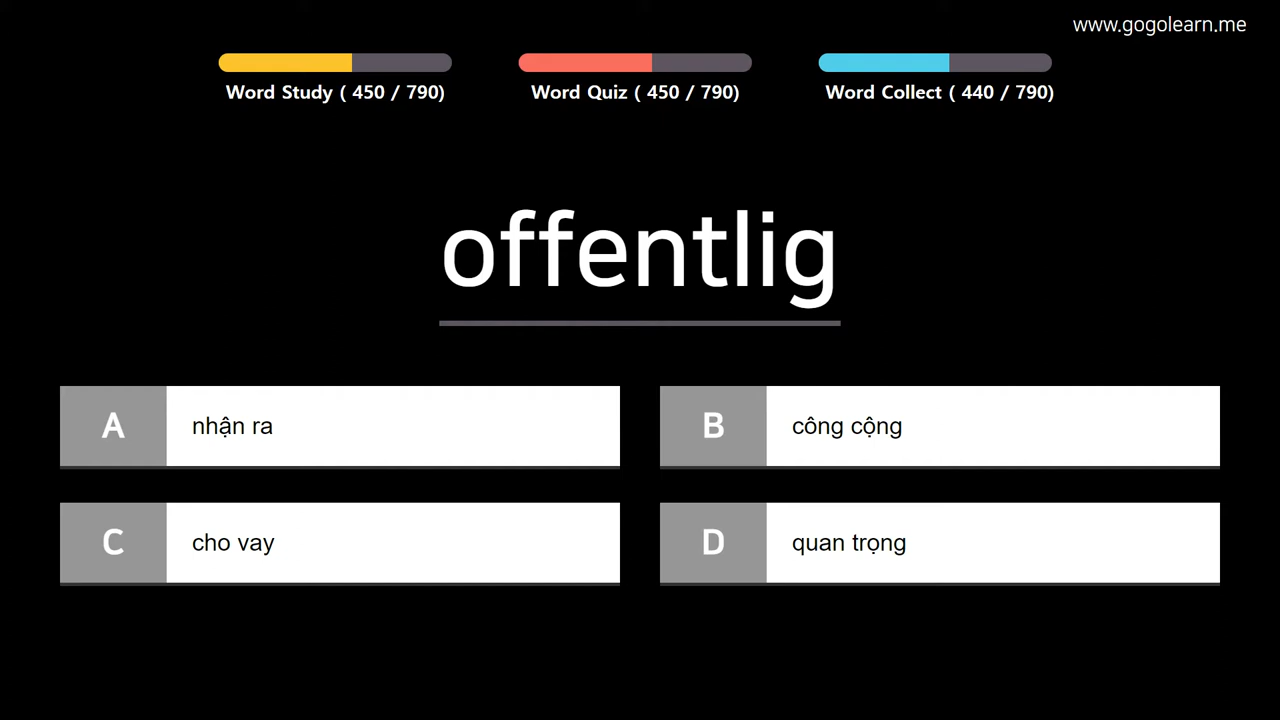 www.gogolearn.me
Word Study ( 450 / 790)
Word Quiz ( 450 / 790)
Word Collect ( 440 / 790)
offentlig
A nhận ra
B công cộng
C cho vay
D quan trọng